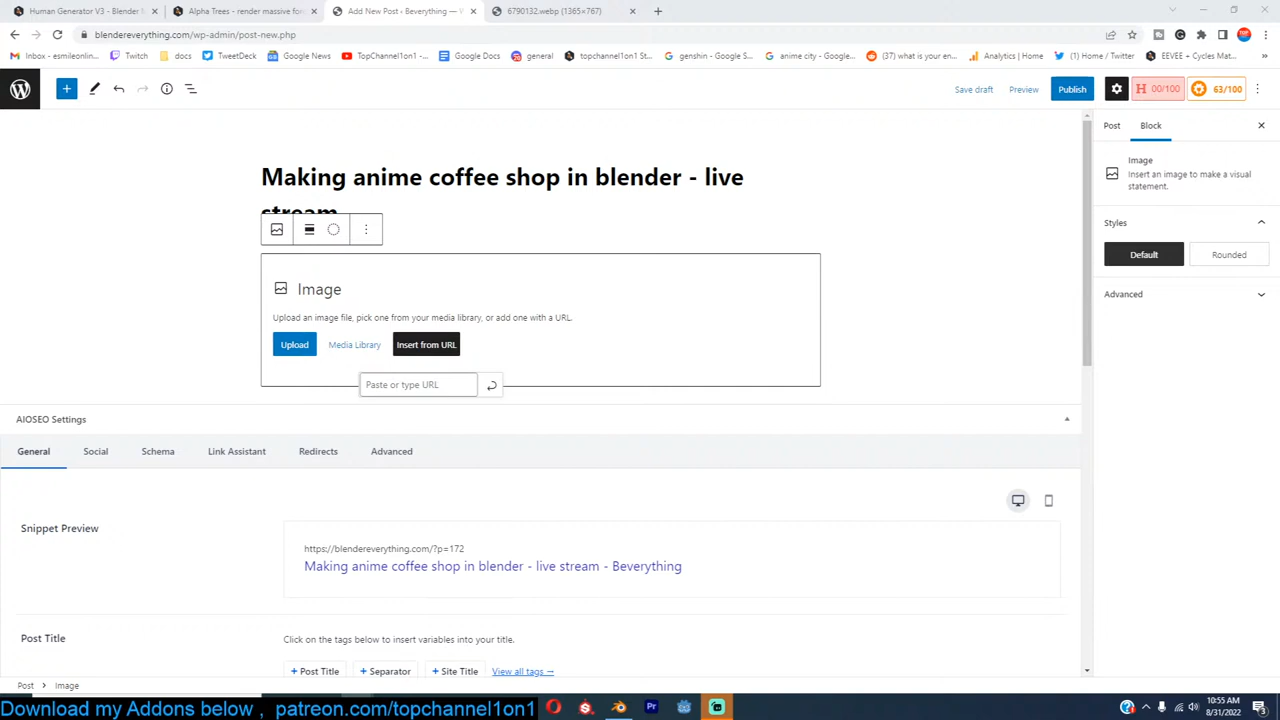 Human Generator V3 - Blender M
Alpha Trees - render massive for
Add New Post ‹ Beverything — W
6790132.webp (1365×767)
blendereverything.com/wp-admin/post-new.php
Inbox - esmileonlin...
Twitch
docs
TweetDeck
Google News
TopChannel1on1 -...
Google Docs
general
topchannel1on1 St...
genshin - Google S...
anime city - Google...
(37) what is your en...
Analytics | Home
(1) Home / Twitter
EEVEE + Cycles Mat...
Save draft
Preview
Publish
H 00/100
63/100
Post
Block
Image
Insert an image to make a visual
statement.
Styles
Default
Rounded
Advanced
Making anime coffee shop in blender - live
stream
Image
Upload an image file, pick one from your media library, or add one with a URL.
Upload
Media Library
Insert from URL
Paste or type URL
AIOSEO Settings
General
Social
Schema
Link Assistant
Redirects
Advanced
Snippet Preview
https://blendereverything.com/?p=172
Making anime coffee shop in blender - live stream - Beverything
Post Title
Click on the tags below to insert variables into your title.
+ Post Title
+ Separator
+ Site Title
View all tags →
Post
Image
Download my Addons below , patreon.com/topchannel1on1
10:55 AM
8/31/2022